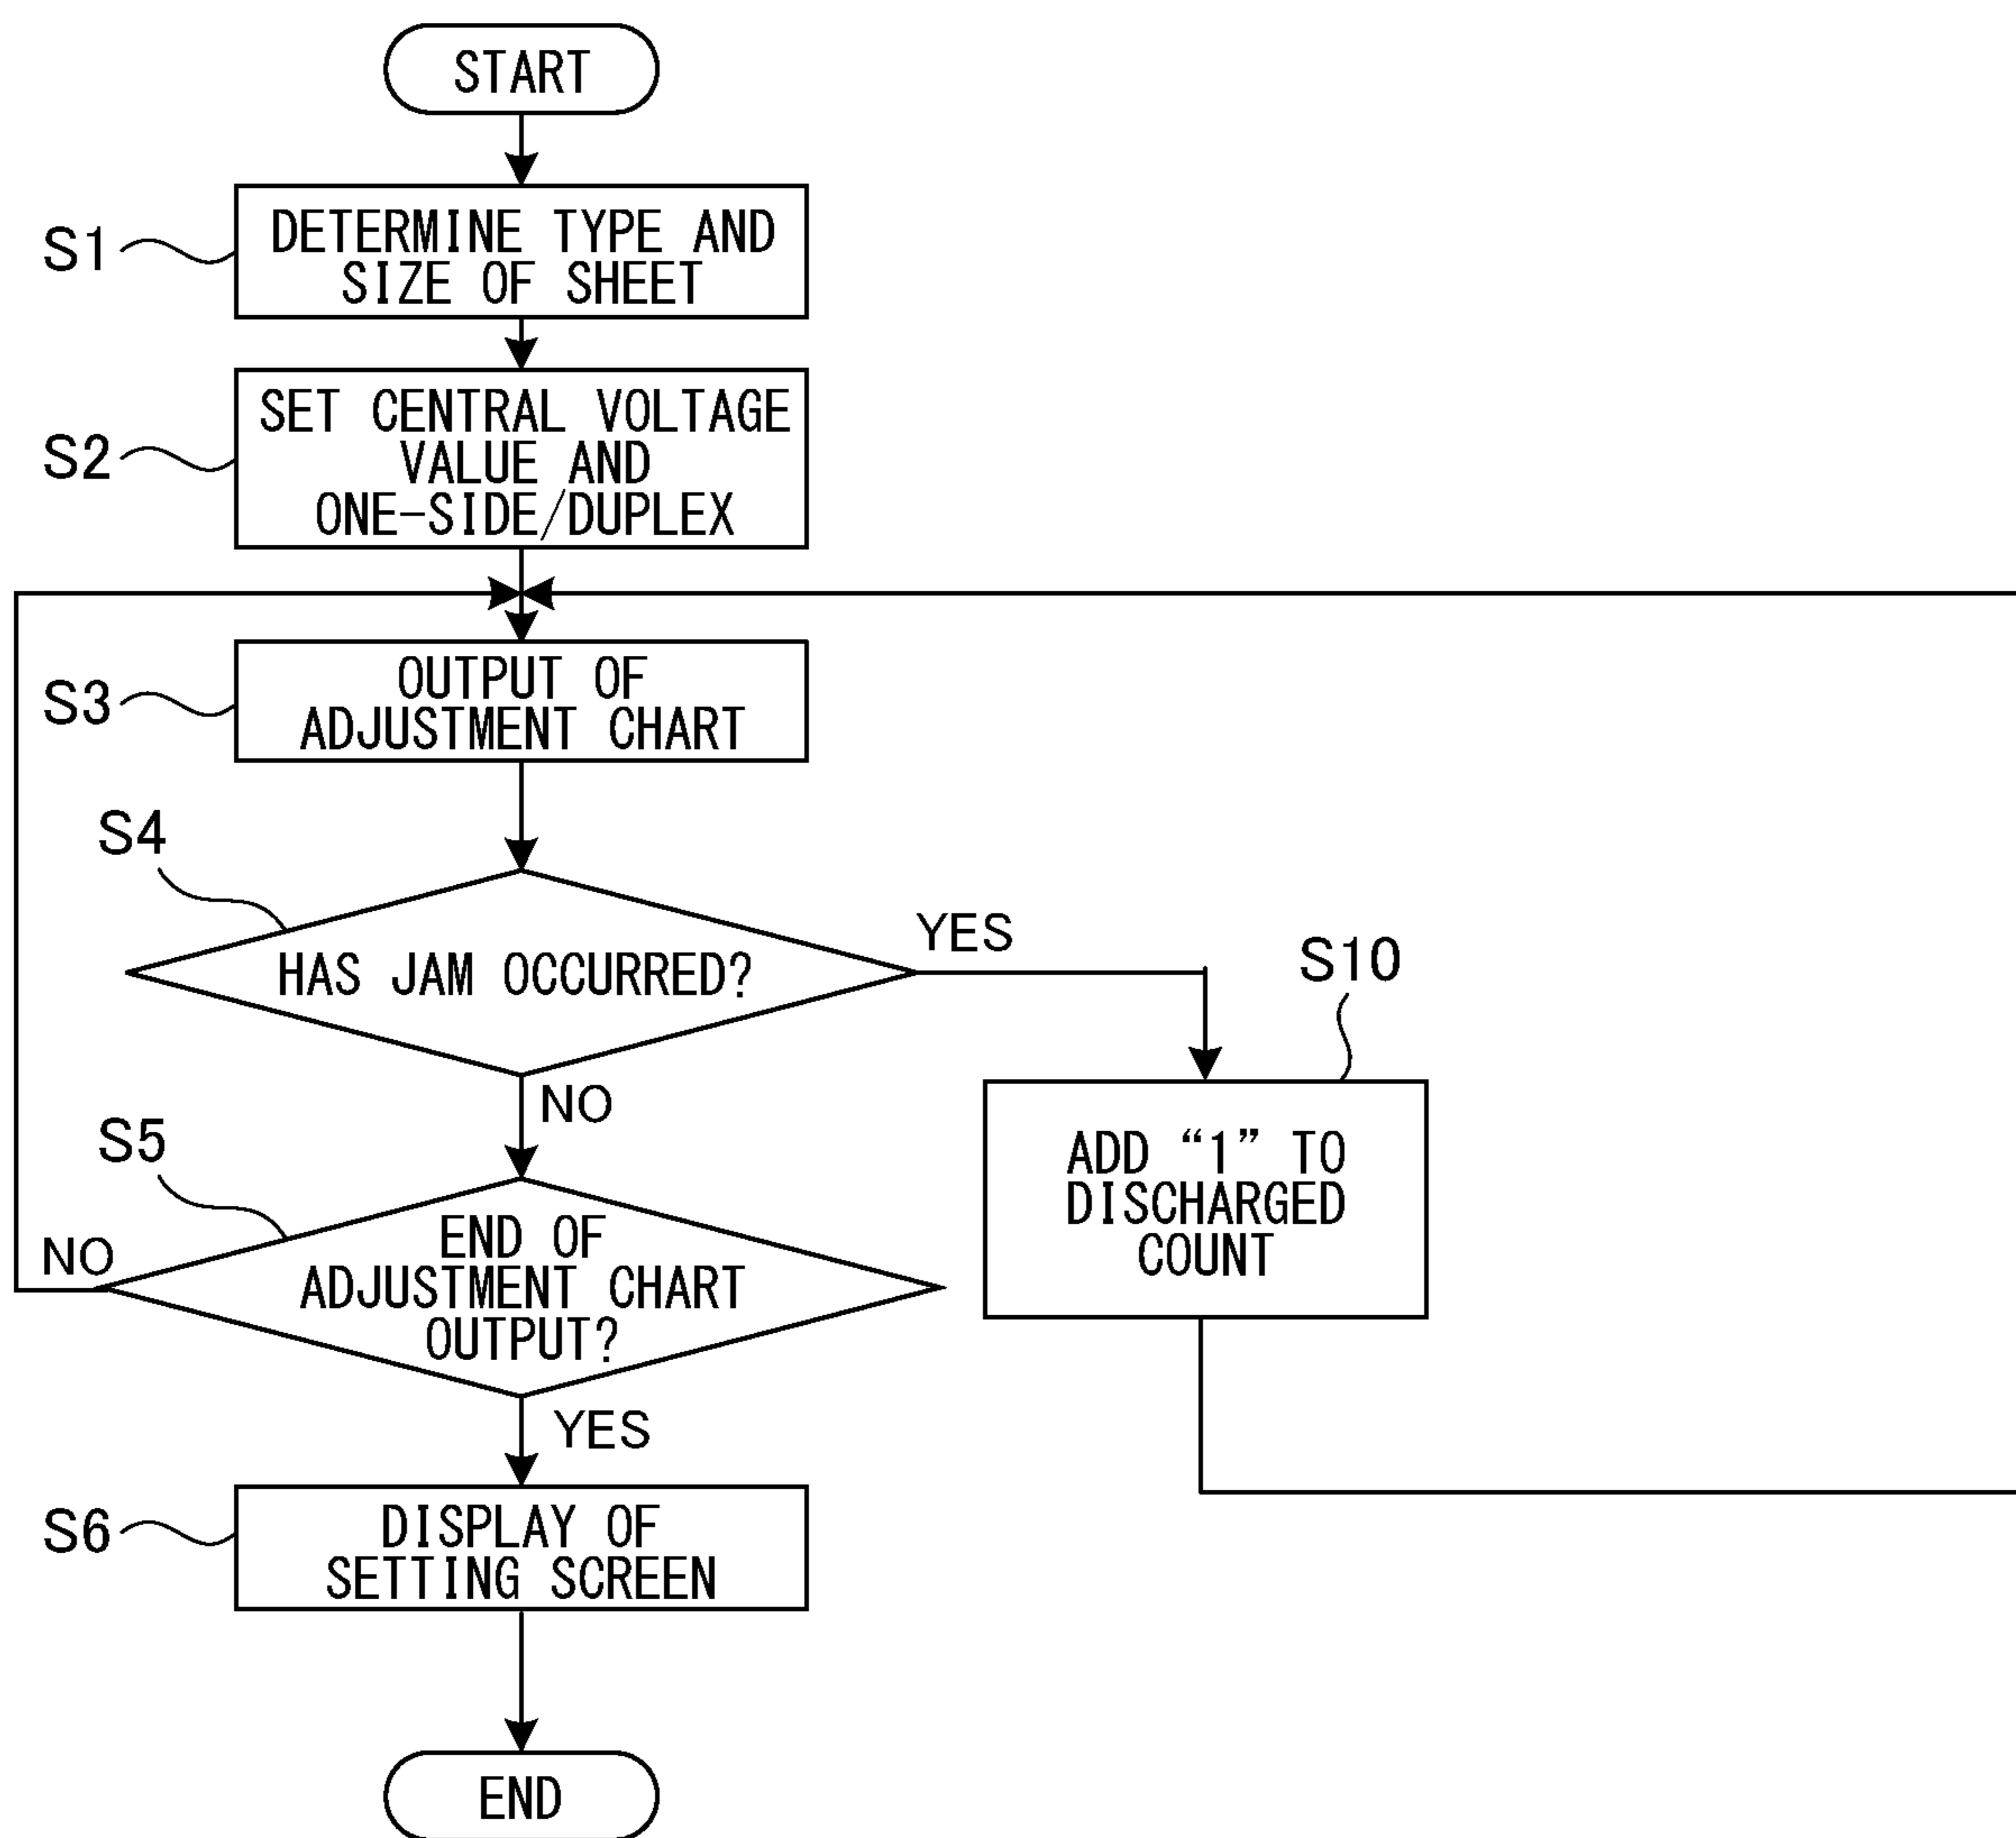 START
S1
DETERMINE TYPE AND
SIZE OF SHEET
S2
SET CENTRAL VOLTAGE
VALUE AND
ONE-SIDE/DUPLEX
S3
OUTPUT OF
ADJUSTMENT CHART
S4
HAS JAM OCCURRED?
YES
NO
S10
ADD “1” TO
DISCHARGED
COUNT
S5
END OF
ADJUSTMENT CHART
OUTPUT?
NO
YES
S6
DISPLAY OF
SETTING SCREEN
END